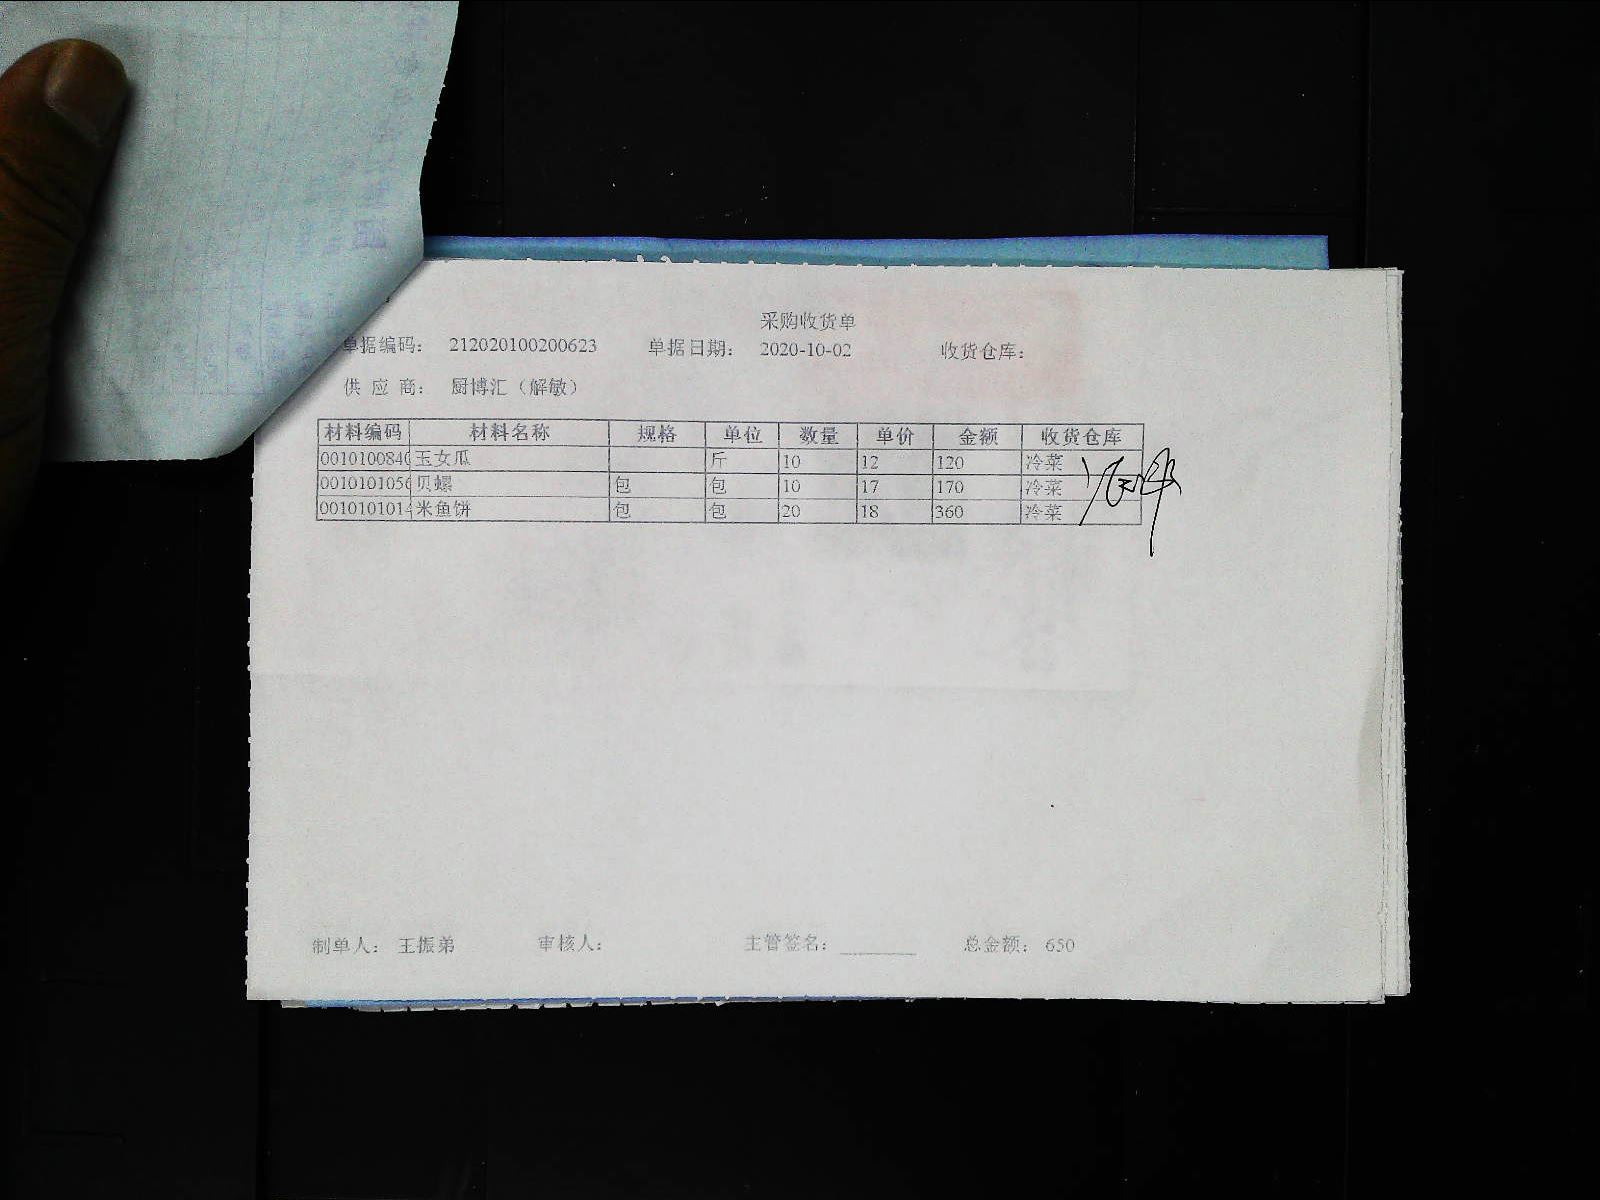 采购收货单
单据编码： 212020100200623 单据日期： 2020-10-02 收货仓库：
供 应 商： 厨博汇（解敏）
材料编码 材料名称 规格 单位 数量 单价 金额 收货仓库
0010100840 玉女瓜 斤 10 12 120 冷菜
0010101056 贝螺 包 包 10 17 170 冷菜
0010101014 米鱼饼 包 包 20 18 360 冷菜
制单人： 王振弟 审核人： 主管签名： 总金额： 650